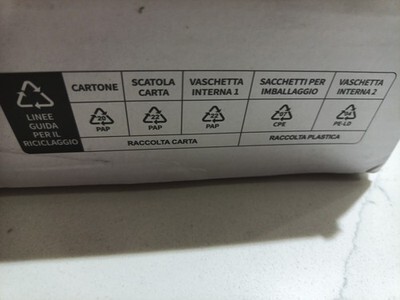 LINEE
GUIDA
PER IL
RICICLAGGIO
CARTONE
SCATOLA
CARTA
VASCHETTA
INTERNA 1
SACCHETTI PER
IMBALLAGGIO
VASCHETTA
INTERNA 2
20
PAP
22
PAP
22
PAP
CPE
PE-LD
RACCOLTA CARTA
RACCOLTA PLASTICA